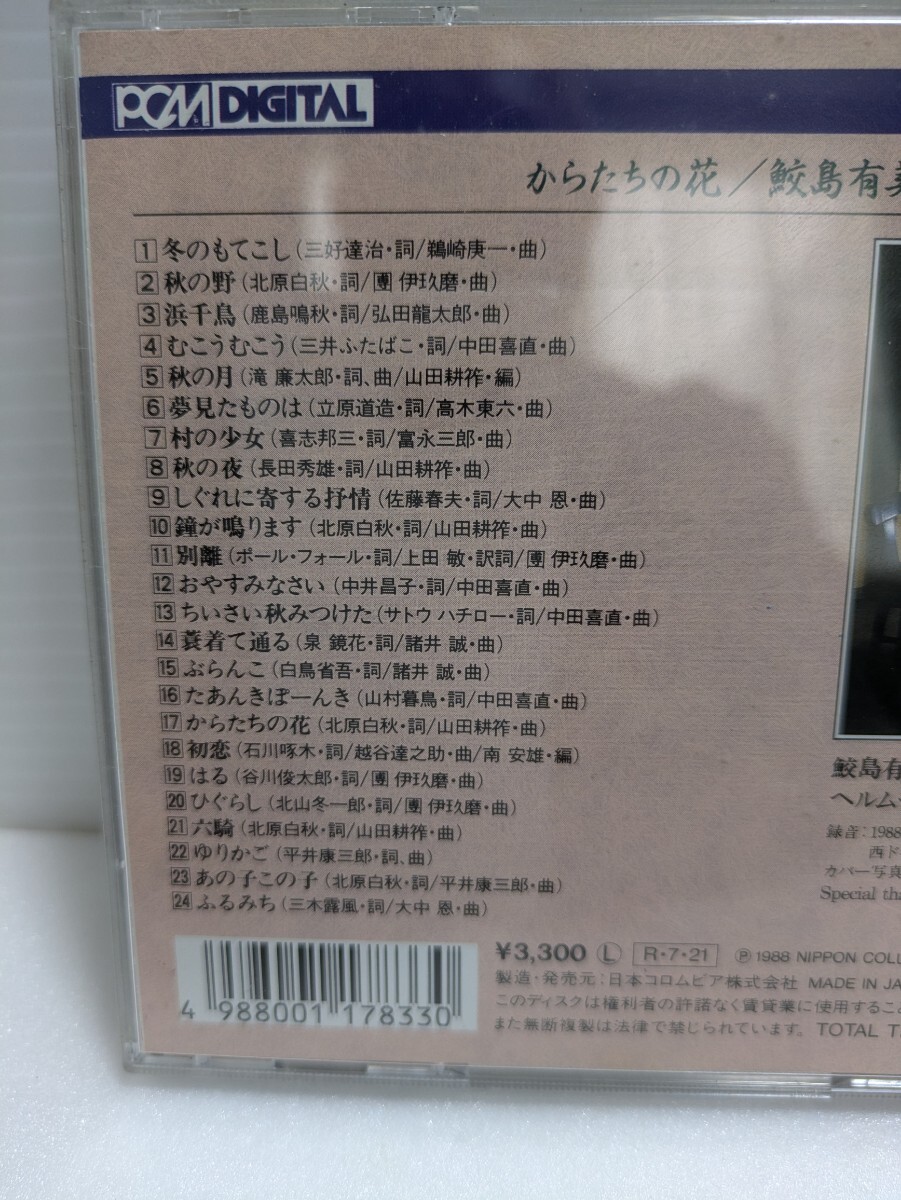 PCM DIGITAL
からたちの花／鮫島有美
1 冬のもてこし(三好達治・詞/鵜崎庚一・曲)
2 秋の野(北原白秋・詞/團 伊玖磨・曲)
3 浜千鳥(鹿島鳴秋・詞/弘田龍太郎・曲)
4 むこうむこう(三井ふたばこ・詞/中田喜直・曲)
5 秋の月(滝 廉太郎・詞、曲/山田耕筰・編)
6 夢見たものは(立原道造・詞/高木東六・曲)
7 村の少女(喜志邦三・詞/富永三郎・曲)
8 秋の夜(長田秀雄・詞/山田耕筰・曲)
9 しぐれに寄する抒情(佐藤春夫・詞/大中 恩・曲)
10 鐘が鳴ります(北原白秋・詞/山田耕筰・曲)
11 別離(ポール・フォール・詞/上田 敏・訳詞/團 伊玖磨・曲)
12 おやすみなさい(中井昌子・詞/中田喜直・曲)
13 ちいさい秋みつけた(サトウ ハチロー・詞/中田喜直・曲)
14 蓑着て通る(泉 鏡花・詞/諸井 誠・曲)
15 ぶらんこ(白鳥省吾・詞/諸井 誠・曲)
16 たあんきぽーんき(山村暮鳥・詞/中田喜直・曲)
17 からたちの花(北原白秋・詞/山田耕筰・曲)
18 初恋(石川啄木・詞/越谷達之助・曲/南 安雄・編)
19 はる(谷川俊太郎・詞/團 伊玖磨・曲)
20 ひぐらし(北山冬一郎・詞/團 伊玖磨・曲)
21 六騎(北原白秋・詞/山田耕筰・曲)
22 ゆりかご(平井康三郎・詞、曲)
23 あの子この子(北原白秋・詞/平井康三郎・曲)
24 ふるみち(三木露風・詞/大中 恩・曲)
鮫島有
ヘルム
録音：1988
西ド
カバー写真
Special tha
4 988001 178330
¥3,300 Ⓛ R・7・21 Ⓟ 1988 NIPPON COLU
製造・発売元：日本コロムビア株式会社 MADE IN JA
このディスクは権利者の許諾なく賃貸業に使用するこ
また無断複製は法律で禁じられています。 TOTAL T